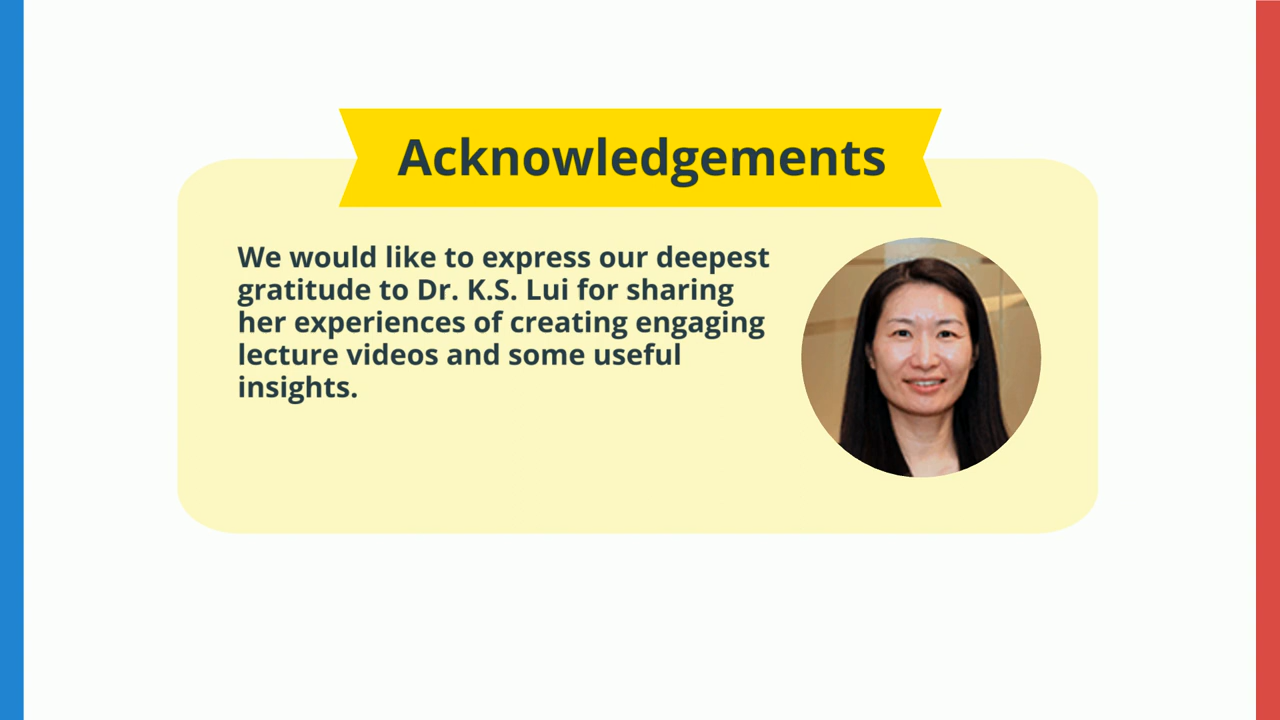 Acknowledgements
We would like to express our deepest
gratitude to Dr. K.S. Lui for sharing
her experiences of creating engaging
lecture videos and some useful
insights.